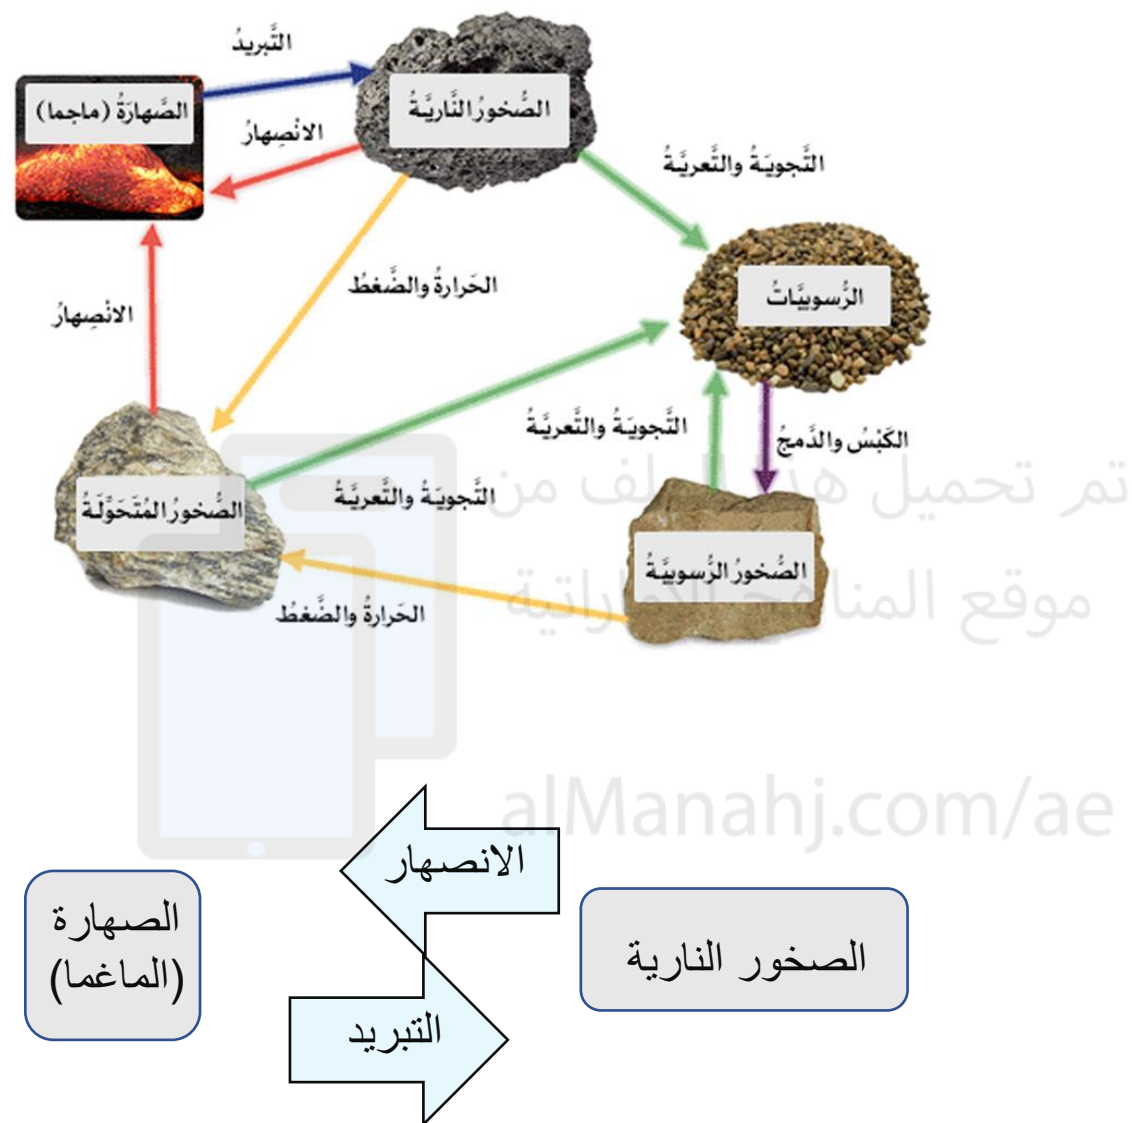 التَّبريدُ
الصُّخورُ النَّاريَّةُ
الصَّهارَةُ (ماجما)
الانْصِهارُ
التَّجويَةُ والتَّعريَّةُ
الحَرارةُ والضَّغطُ
الرُّسوبيَّاتُ
الانْصِهارُ
التَّجويَةُ والتَّعريَّةُ
الكَبْسُ والدَّمجُ
تم تحميل هذا الملف من
التَّجويَةُ والتَّعريَّةُ
الصُّخورُ المُتَحَوِّلَةُ
الصُّخورُ الرُّسوبيَّةُ
موقع المناهج الإماراتية
الحَرارةُ والضَّغطُ
alManahj.com/ae
الانصهار
الصخور النارية
الصهارة
(الماغما)
التبريد